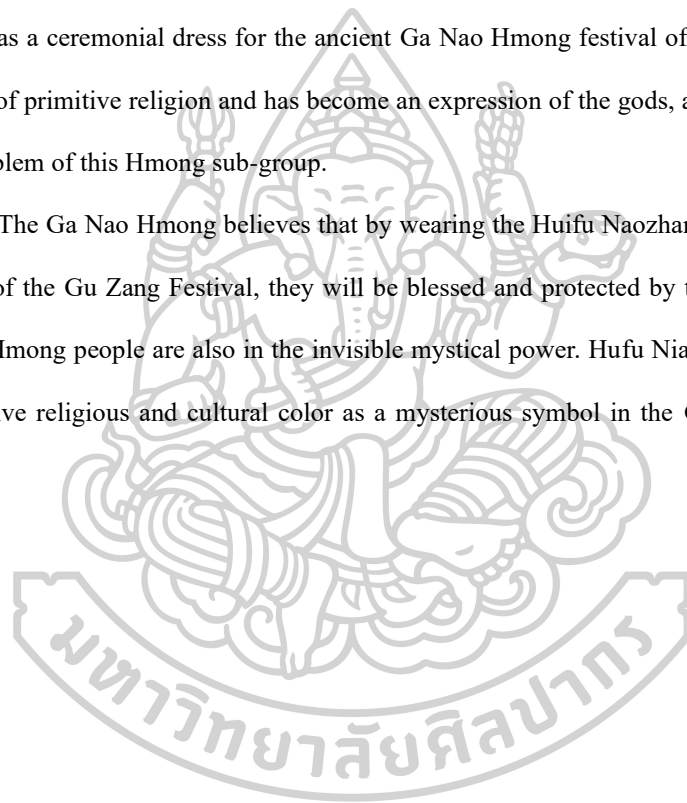 as a ceremonial dress for the ancient Ga Nao Hmong festival of
of primitive religion and has become an expression of the gods,
of this Hmong sub-group.
The Ga Nao Hmong believes that by wearing the Huifu
of the Gu Zang Festival, they will be blessed and protected by
Hmong people are also in the invisible mystical power. Hufu
religious and cultural color as a mysterious symbol in the
มหาวิทยาลัยศิลปากร